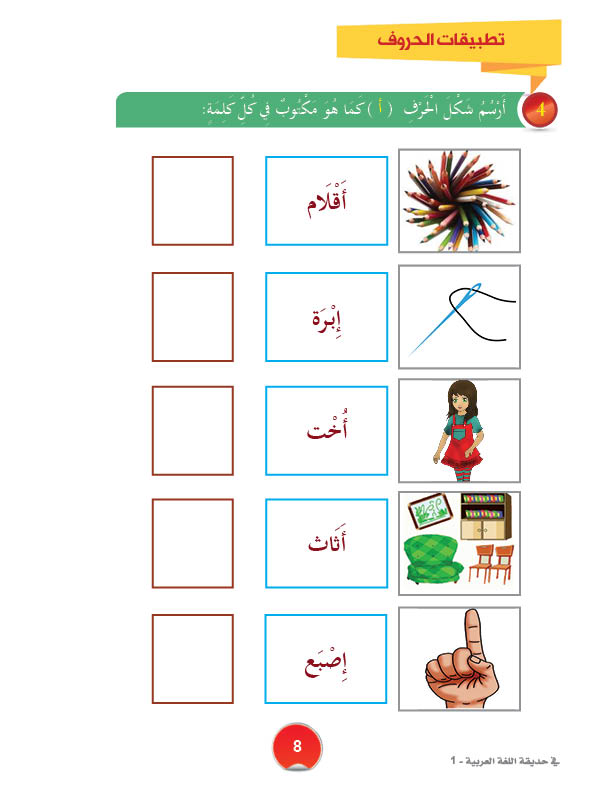 تطبيقات الحروف
4 أَرْسُمُ شَكْلَ الْحَرْفِ ( أ ) كَمَا هُوَ مَكْتُوبٌ فِي كُلِّ كَلِمَةٍ:
أَقْلَام
إِبْرَة
أُخْت
أَثَاث
إِصْبَع
8
في حديقة اللغة العربية - 1